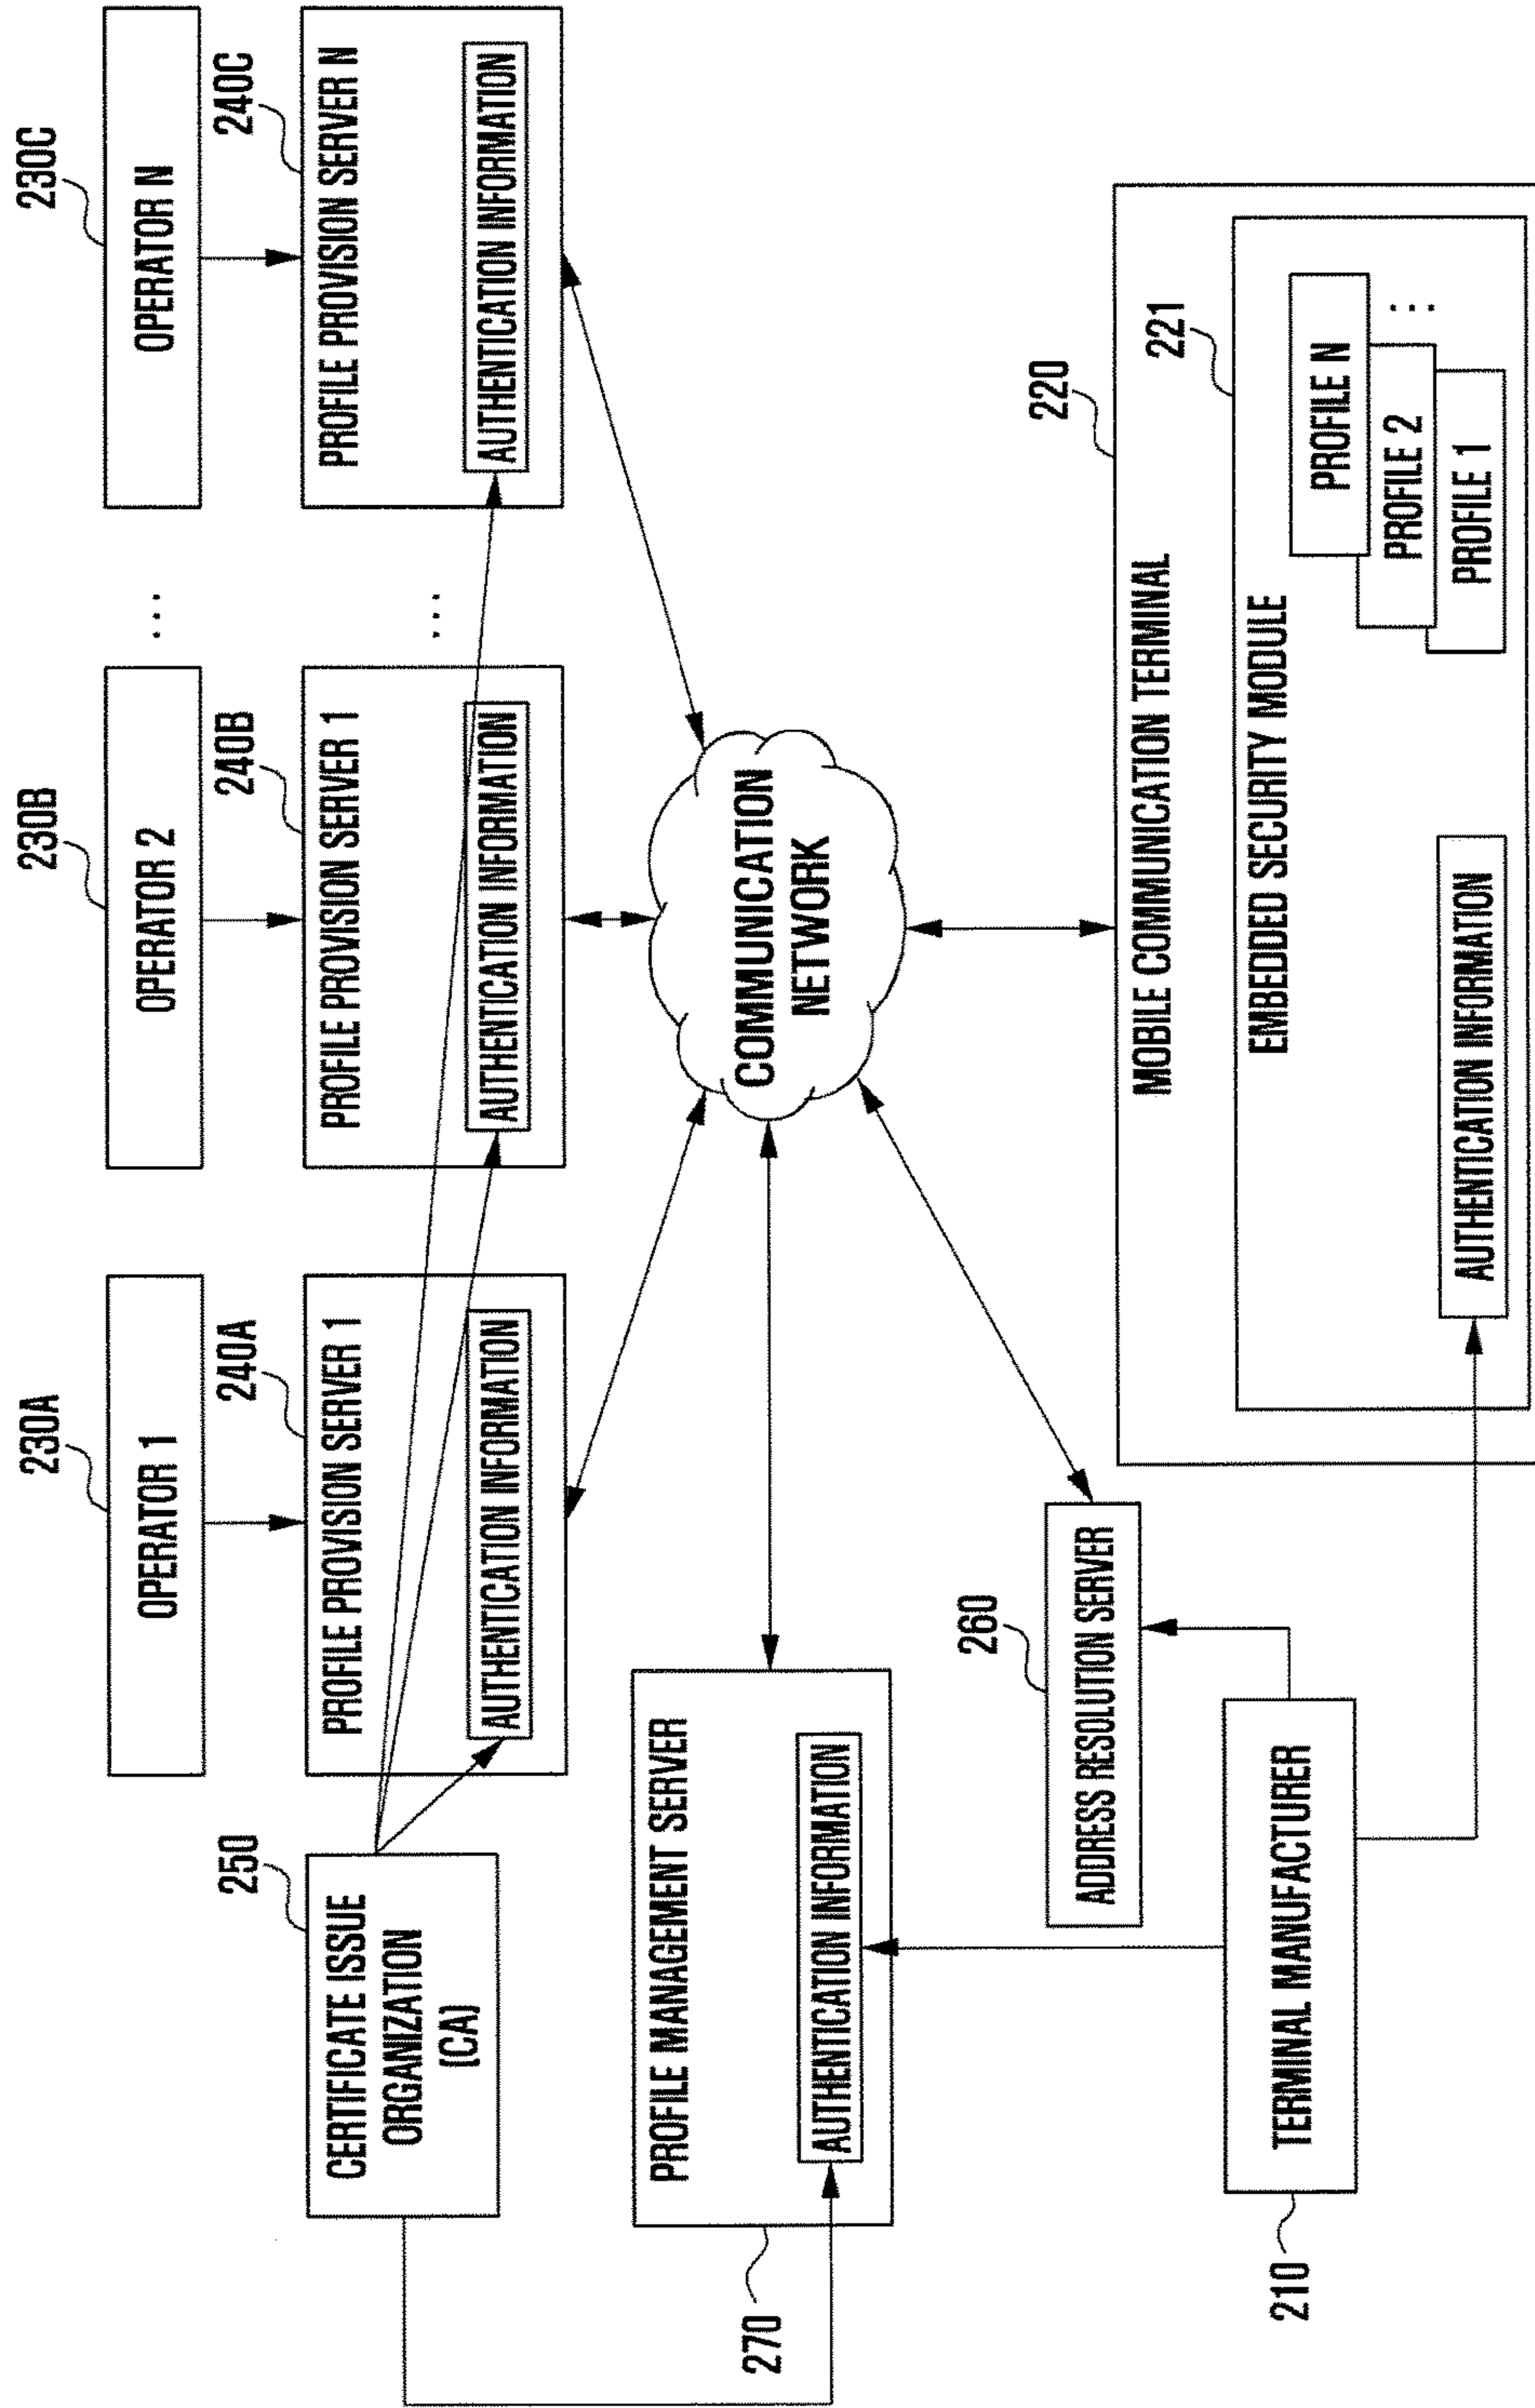 230A
OPERATOR 1
230B
OPERATOR 2
...
230C
OPERATOR N
250
CERTIFICATE ISSUE
ORGANIZATION
(CA)
240A
PROFILE PROVISION SERVER 1
AUTHENTICATION INFORMATION
240B
PROFILE PROVISION SERVER 1
AUTHENTICATION INFORMATION
...
240C
PROFILE PROVISION SERVER N
AUTHENTICATION INFORMATION
270
PROFILE MANAGEMENT SERVER
AUTHENTICATION INFORMATION
COMMUNICATION
NETWORK
260
ADDRESS RESOLUTION SERVER
210
TERMINAL MANUFACTURER
220
MOBILE COMMUNICATION TERMINAL
221
EMBEDDED SECURITY MODULE
AUTHENTICATION INFORMATION
PROFILE N
PROFILE 2
PROFILE 1
...